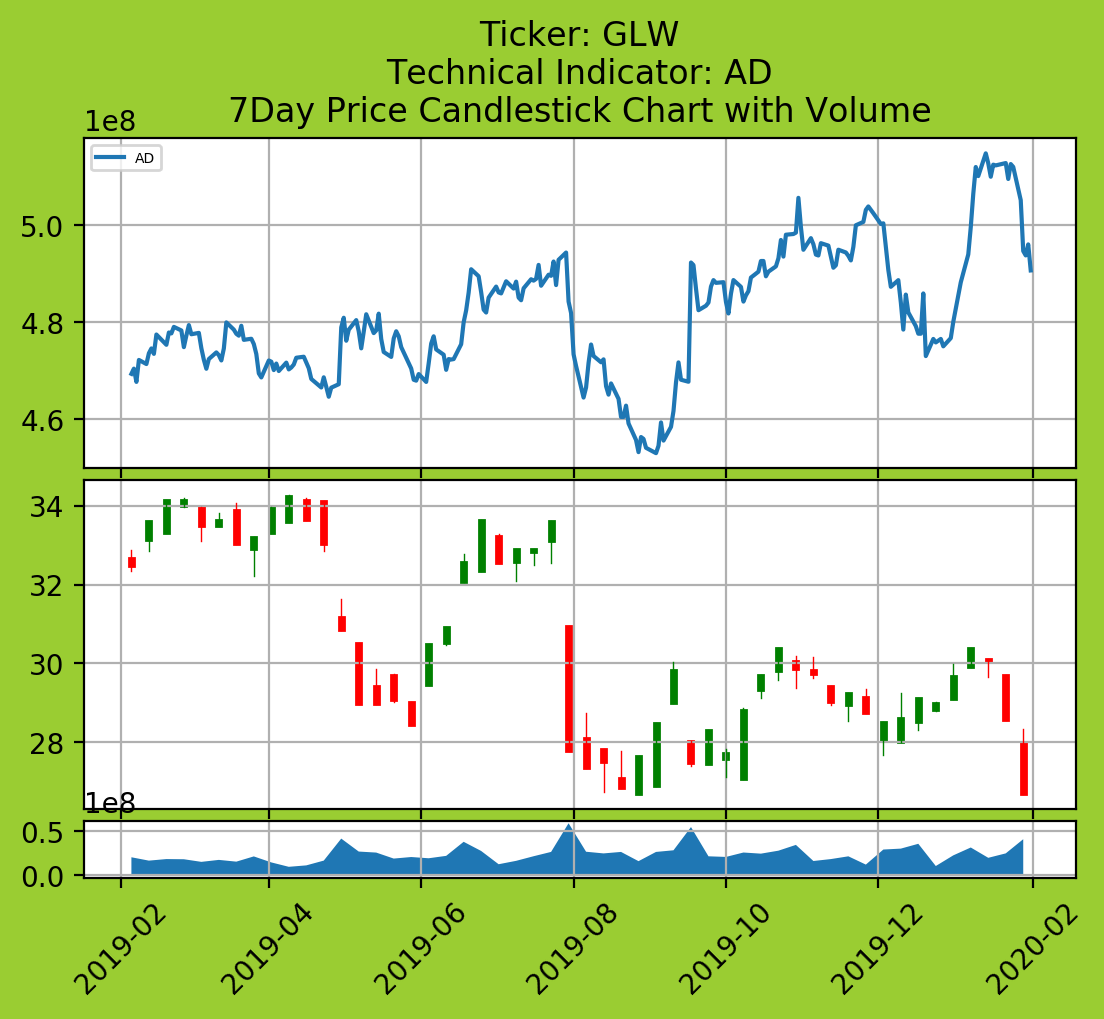 Ticker: GLW
Technical Indicator: AD
7Day Price Candlestick Chart with Volume
1e8
AD
5.0
4.8
4.6
34
32
30
28
1e8
0.5
0.0
2019-02
2019-04
2019-06
2019-08
2019-10
2019-12
2020-02